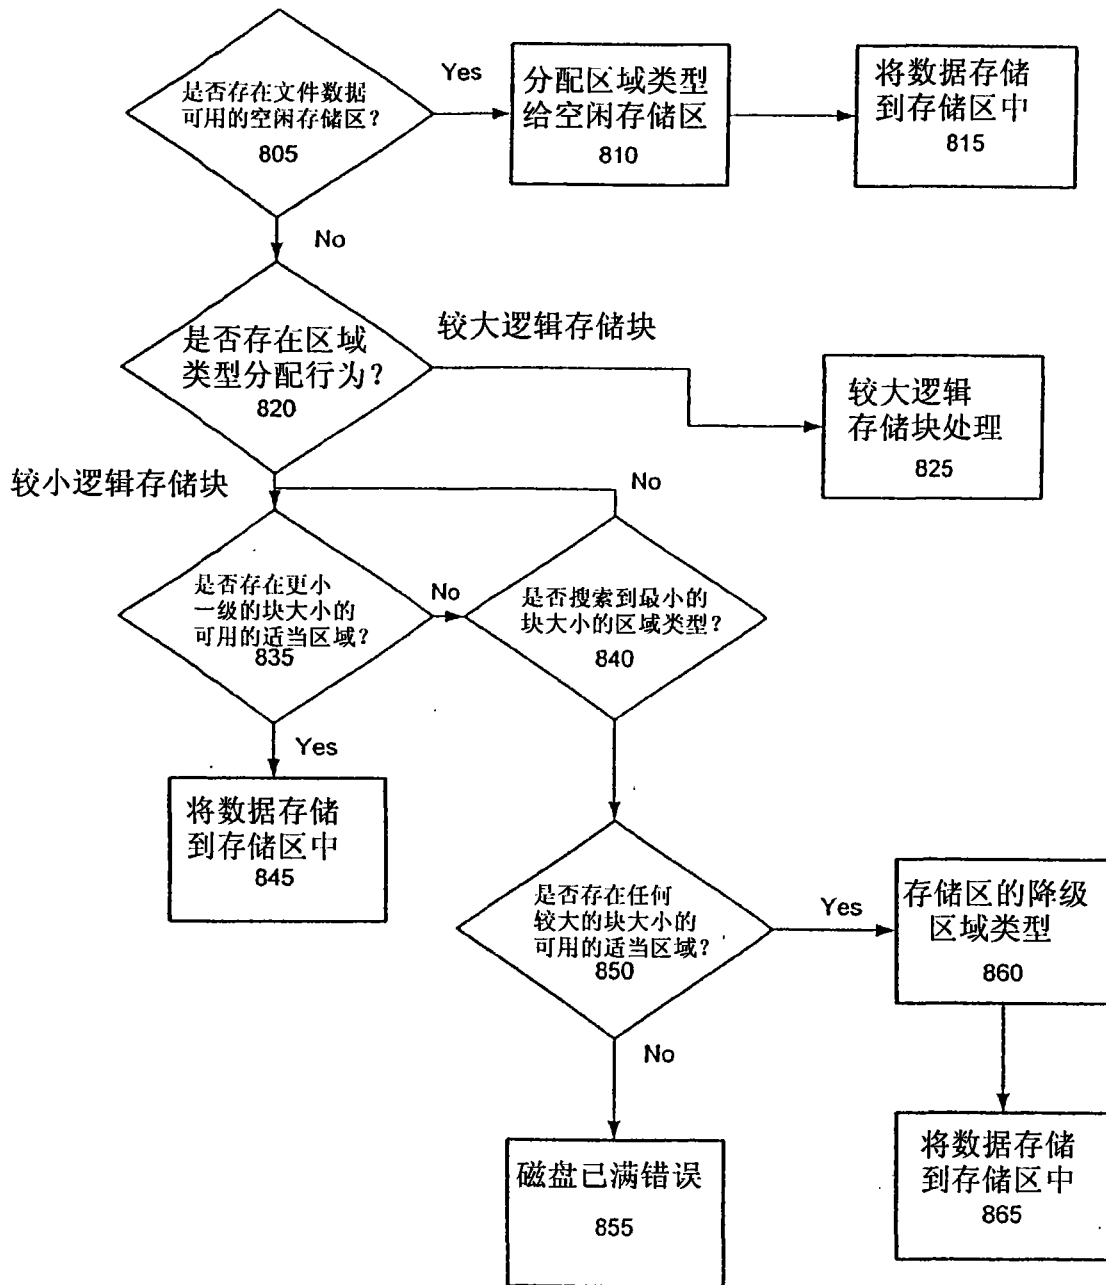 是否存在文件数据
可用的空闲存储区？
805
Yes
分配区域类型
给空闲存储区
810
将数据存储
到存储区中
815
No
是否存在区域
类型分配行为？
820
较大逻辑存储块
较大逻辑
存储块处理
825
较小逻辑存储块
No
是否存在更小
一级的块大小的
可用的适当区域？
835
No
是否搜索到最小的
块大小的区域类型？
840
Yes
将数据存储
到存储区中
845
是否存在任何
较大的块大小的
可用的适当区域？
850
Yes
存储区的降级
区域类型
860
No
磁盘已满错误
855
将数据存储
到存储区中
865